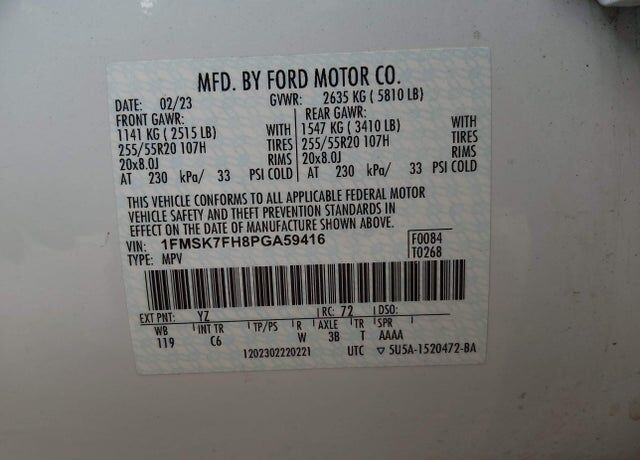 MFD. BY FORD MOTOR CO.
DATE: 02/23 GVWR: 2635 KG ( 5810 LB)
FRONT GAWR: REAR GAWR:
1141 KG ( 2515 LB) WITH 1547 KG ( 3410 LB) WITH
255/55R20 107H TIRES 255/55R20 107H TIRES
20x8.0J RIMS 20x8.0J RIMS
AT 230 kPa/ 33 PSI COLD AT 230 kPa/ 33 PSI COLD
THIS VEHICLE CONFORMS TO ALL APPLICABLE FEDERAL MOTOR
VEHICLE SAFETY AND THEFT PREVENTION STANDARDS IN
EFFECT ON THE DATE OF MANUFACTURE SHOWN ABOVE.
VIN: 1FMSK7FH8PGA59416 F0084
TYPE: MPV T0268
EXT PNT: YZ RC: 72 DSO:
WB INT TR TP/PS R AXLE TR SPR
119 C6 W 3B T AAAA
1202302220221 UTC ▽ 5U5A-1520472-BA